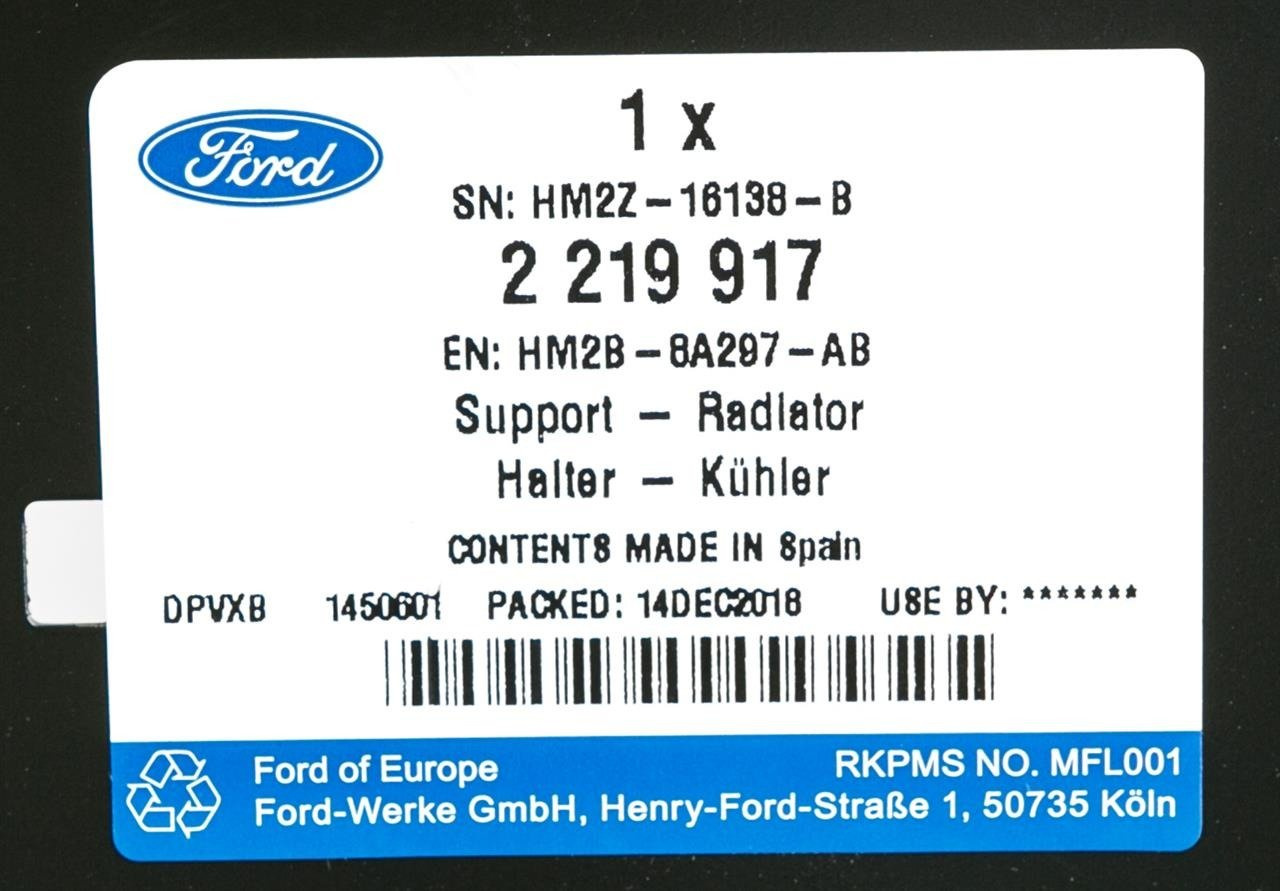 Ford
1 x
SN: HM2Z-16138-B
2 219 917
EN: HM2B-8A297-AB
Support - Radiator
Halter - Kühler
CONTENTS MADE IN Spain
DPVXB 1450601 PACKED: 14DEC2018 USE BY: *******
Ford of Europe
RKPMS NO. MFL001
Ford-Werke GmbH, Henry-Ford-Straße 1, 50735 Köln